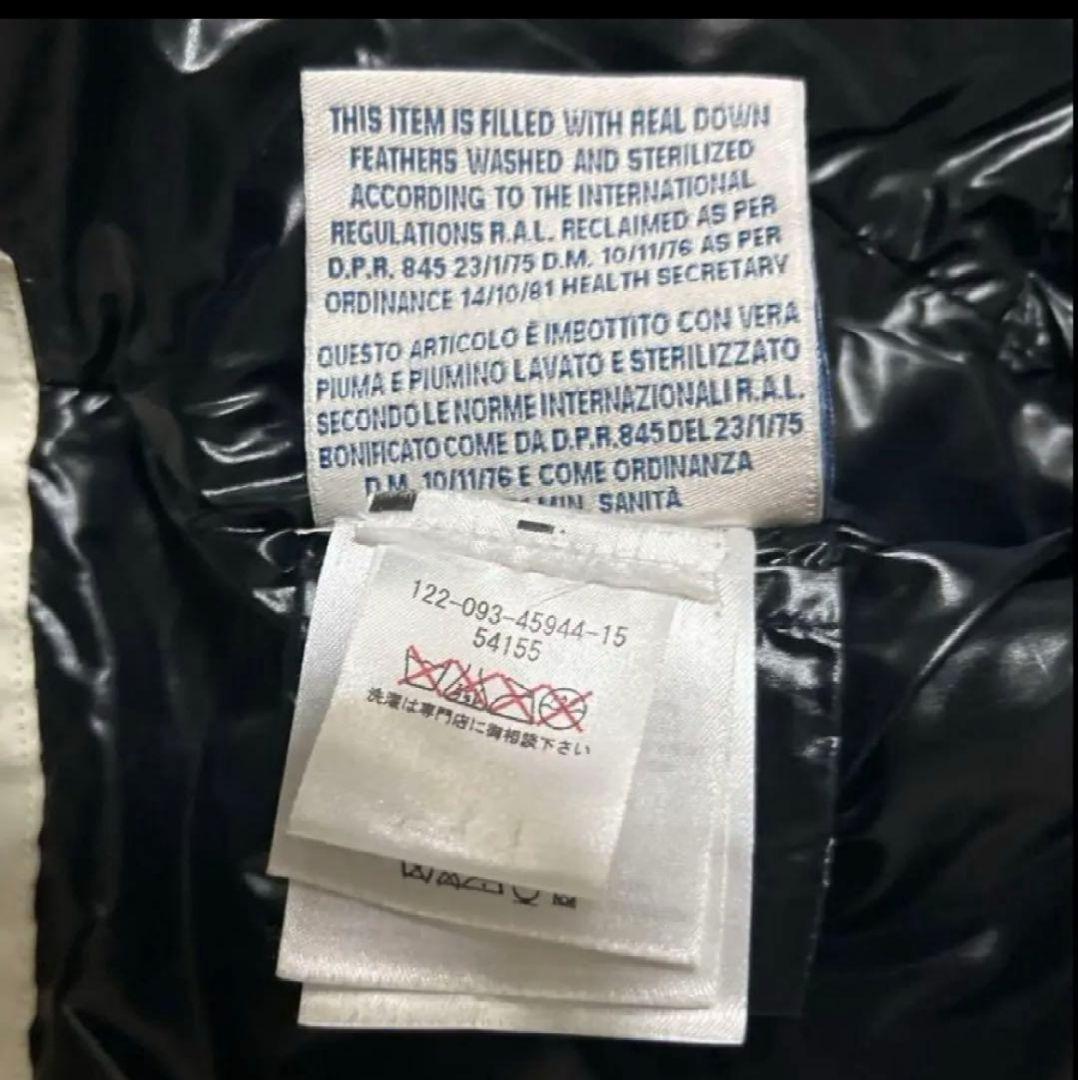 THIS ITEM IS FILLED WITH REAL DOWN
FEATHERS WASHED AND STERILIZED
ACCORDING TO THE INTERNATIONAL
REGULATIONS R.A.L. RECLAIMED AS PER
D.P.R. 845 23/1/75 D.M. 10/11/76 AS PER
ORDINANCE 14/10/81 HEALTH SECRETARY
QUESTO ARTICOLO È IMBOTTITO CON VERA
PIUMA E PIUMINO LAVATO E STERILIZZATO
SECONDO LE NORME INTERNAZIONALI R.A.L.
BONIFICATO COME DA D.P.R.845 DEL 23/1/75
D.M. 10/11/76 E COME ORDINANZA
MIN. SANITÀ
122-093-45944-15
54155
洗濯は専門店に御相談下さい